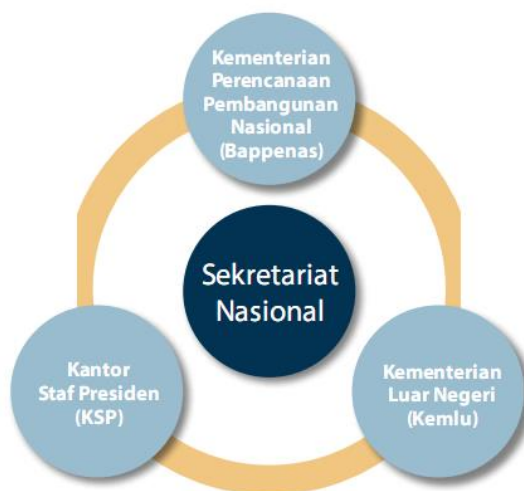 Kementerian
Perencanaan
Pembangunan
Nasional
(Bappenas)
Sekretariat
Nasional
Kantor
Staf Presiden
(KSP)
Kementerian
Luar Negeri
(Kemlu)